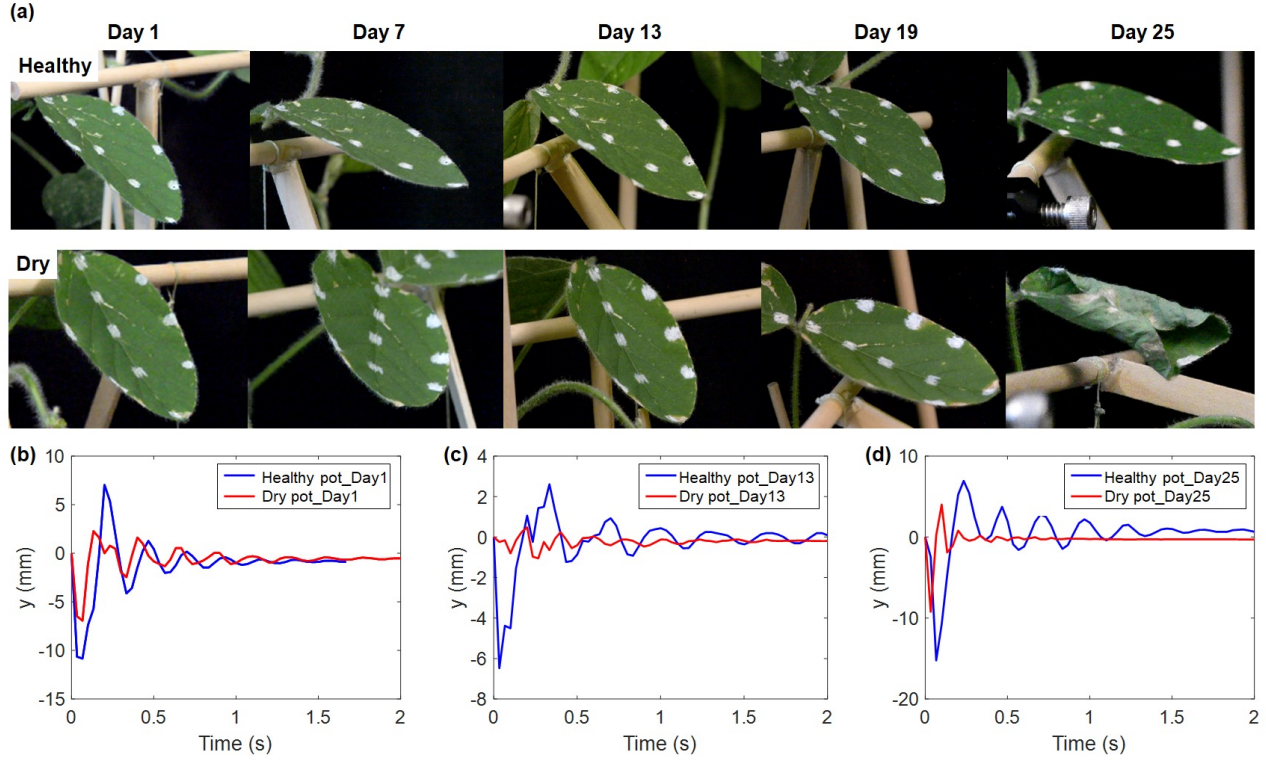 (a)
Day 1 Day 7 Day 13 Day 19 Day 25
Healthy
Dry
(b) (c) (d)
10
5
0
-5
-10
-15
y (mm)
Healthy pot_Day1
Dry pot_Day1
0 0.5 1 1.5 2
Time (s)
4
2
0
-2
-4
-6
-8
y (mm)
Healthy pot_Day13
Dry pot_Day13
0 0.5 1 1.5 2
Time (s)
10
0
-10
-20
y (mm)
Healthy pot_Day25
Dry pot_Day25
0 0.5 1 1.5 2
Time (s)